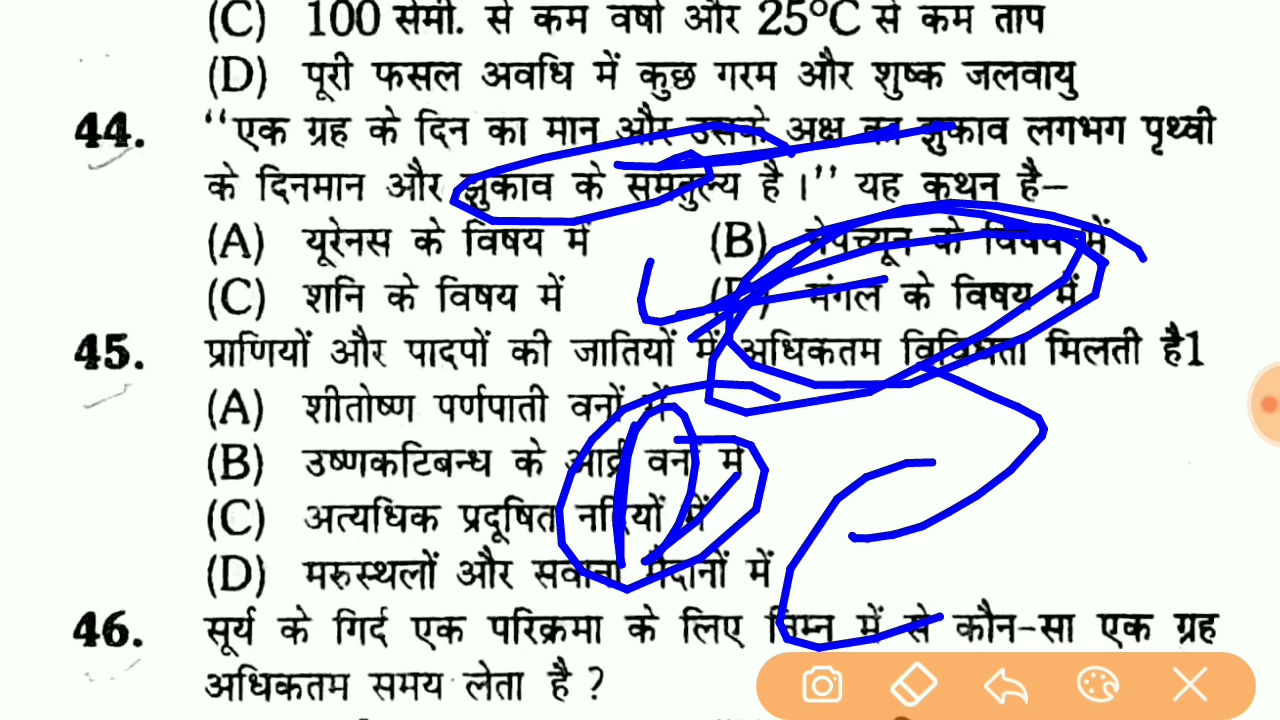 (C) 100 सेमी. से कम वर्षा और 25°C से कम ताप
(D) पूरी फसल अवधि में कुछ गरम और शुष्क जलवायु
44. ‘‘एक ग्रह के दिन का मान और उसके अक्ष का झुकाव लगभग पृथ्वी
के दिनमान और झुकाव के समतुल्य है।’’ यह कथन है–
(A) यूरेनस के विषय में (B) नेपच्यून के विषय में
(C) शनि के विषय में (D) मंगल के विषय में
45. प्राणियों और पादपों की जातियों में अधिकतम विविधता मिलती है1
(A) शीतोष्ण पर्णपाती वनों में
(B) उष्णकटिबन्ध के आर्द्र वनों में
(C) अत्यधिक प्रदूषित नदियों में
(D) मरुस्थलों और सवाना मैदानों में
46. सूर्य के गिर्द एक परिक्रमा के लिए निम्न में से कौन-सा एक ग्रह
अधिकतम समय लेता है ?